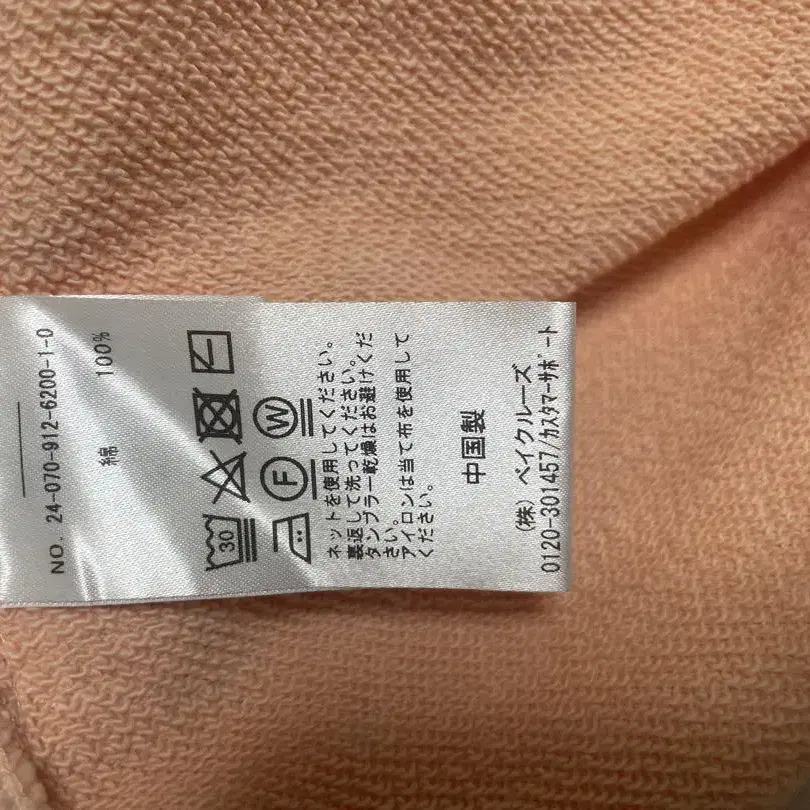 NO. 24-070-912-6200-1-0
綿 100%
30
F W
ネットを使用してください。
裏返して洗ってください。
タンブラー乾燥はお避けくだ
さい。
アイロンは当て布を使用して
ください。
中国製
(株) ベイクルーズ
0120-301457/カスタマーサポート